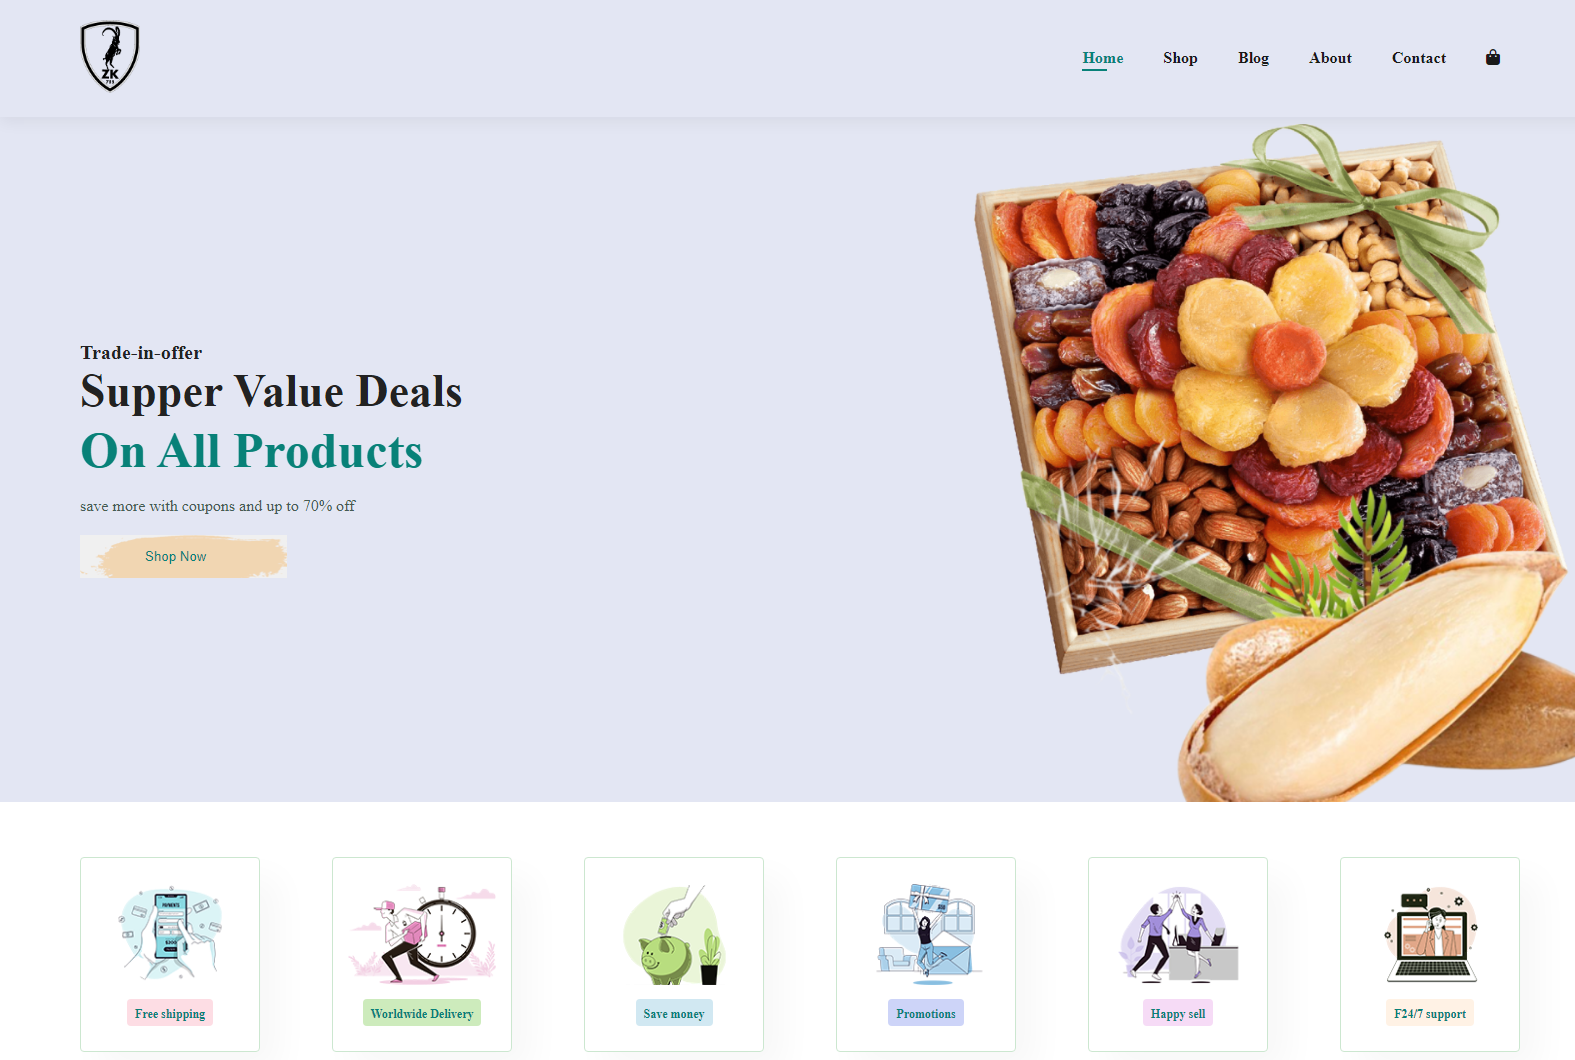 ZK
Home
Shop
Blog
About
Contact
Trade-in-offer
Supper Value Deals
On All Products
save more with coupons and up to 70% off
Shop Now
PAYMENTS
$200
Free shipping
Worldwide Delivery
Save money
Promotions
Happy sell
F24/7 support